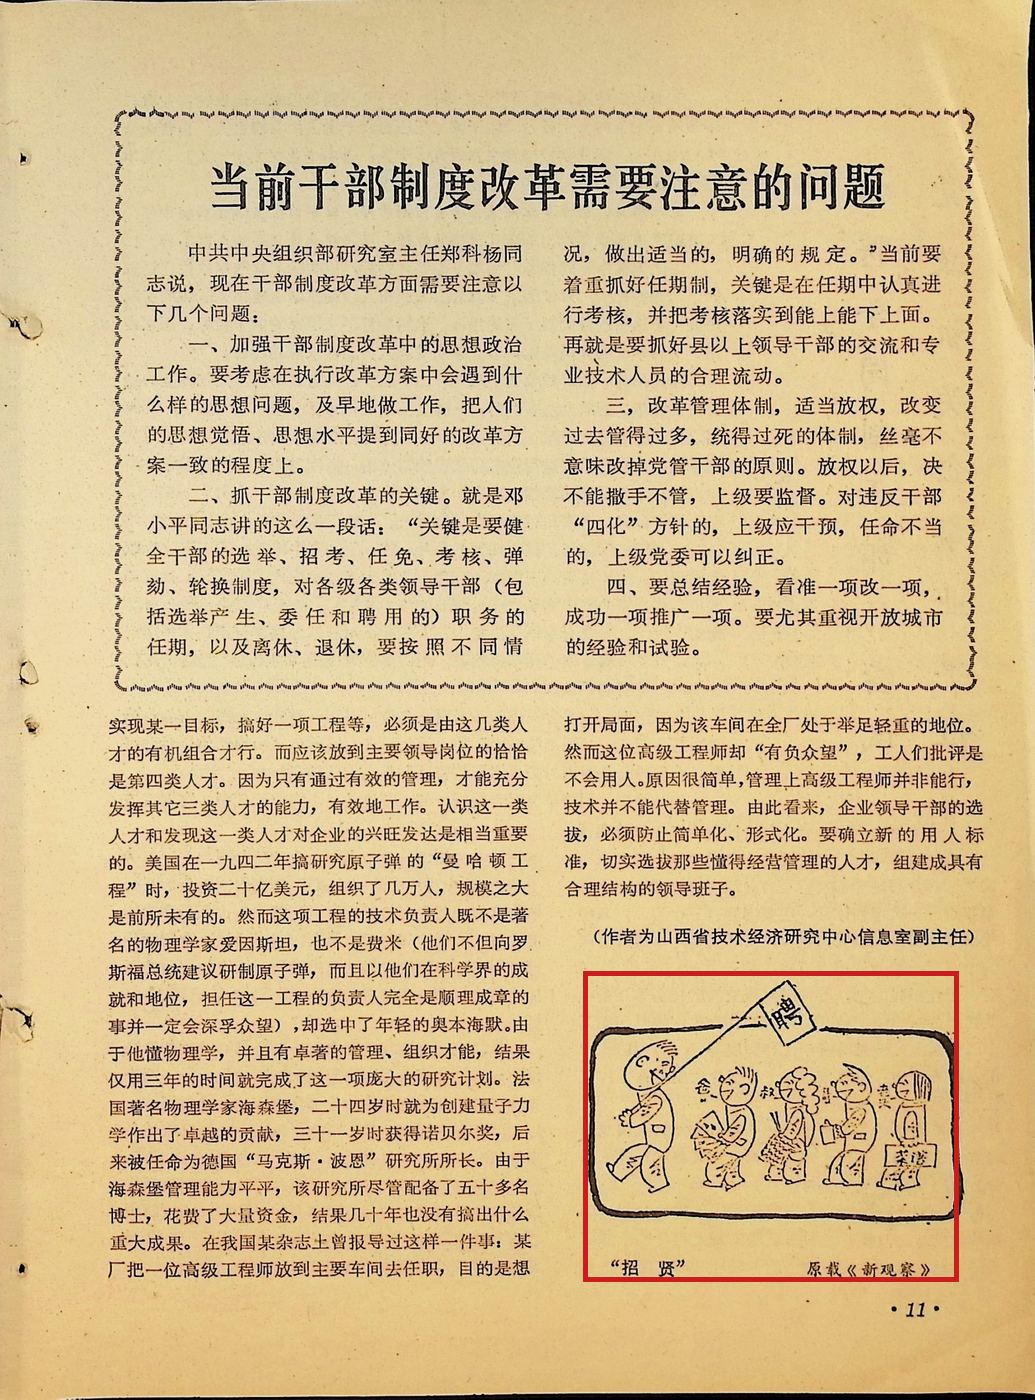 当前干部制度改革需要注意的问题
中共中央组织部研究室主任郑科杨同
志说，现在干部制度改革方面需要注意以
下几个问题：
一、加强干部制度改革中的思想政治
工作。要考虑在执行改革方案中会遇到什
么样的思想问题，及早地做工作，把人们
的思想觉悟、思想水平提到同好的改革方
案一致的程度上。
二、抓干部制度改革的关键。就是邓
小平同志讲的这么一段话：“关键是要健
全干部的选举、招考、任免、考核、弹
劾、轮换制度，对各级各类领导干部（包
括选举产生、委任和聘用的）职务的
任期，以及离休、退休，要按照不同情
况，做出适当的，明确的规定。”当前要
着重抓好任期制，关键是在任期中认真进
行考核，并把考核落实到能上能下上面。
再就是要抓好县以上领导干部的交流和专
业技术人员的合理流动。
三，改革管理体制，适当放权，改变
过去管得过多，统得过死的体制，丝毫不
意味改掉党管干部的原则。放权以后，决
不能撒手不管，上级要监督。对违反干部
“四化”方针的，上级应干预，任命不当
的，上级党委可以纠正。
四、要总结经验，看准一项改一项，
成功一项推广一项。要尤其重视开放城市
的经验和试验。
实现某一目标，搞好一项工程等，必须是由这几类人
才的有机组合才行。而应该放到主要领导岗位的恰恰
是第四类人才。因为只有通过有效的管理，才能充分
发挥其它三类人才的能力，有效地工作。认识这一类
人才和发现这一类人才对企业的兴旺发达是相当重要
的。美国在一九四二年搞研究原子弹的“曼哈顿工
程”时，投资二十亿美元，组织了几万人，规模之大
是前所未有的。然而这项工程的技术负责人既不是著
名的物理学家爱因斯坦，也不是费米（他们不但向罗
斯福总统建议研制原子弹，而且以他们在科学界的成
就和地位，担任这一工程的负责人完全是顺理成章的
事并一定会深孚众望），却选中了年轻的奥本海默。由
于他懂物理学，并且有卓著的管理、组织才能，结果
仅用三年的时间就完成了这一项庞大的研究计划。法
国著名物理学家海森堡，二十四岁时就为创建量子力
学作出了卓越的贡献，三十一岁时获得诺贝尔奖，后
来被任命为德国“马克斯·波恩”研究所所长。由于
海森堡管理能力平平，该研究所尽管配备了五十多名
博士，花费了大量资金，结果几十年也没有搞出什么
重大成果。在我国某杂志土曾报导过这样一件事：某
厂把一位高级工程师放到主要车间去任职，目的是想
打开局面，因为该车间在全厂处于举足轻重的地位。
然而这位高级工程师却“有负众望”，工人们批评是
不会用人。原因很简单，管理上高级工程师并非能行，
技术并不能代替管理。由此看来，企业领导干部的选
拔，必须防止简单化、形式化。要确立新的用人标
准，切实选拔那些懂得经营管理的人才，组建成具有
合理结构的领导班子。
（作者为山西省技术经济研究中心信息室副主任）
聘
“招　贤”
原载《新观察》
·11·